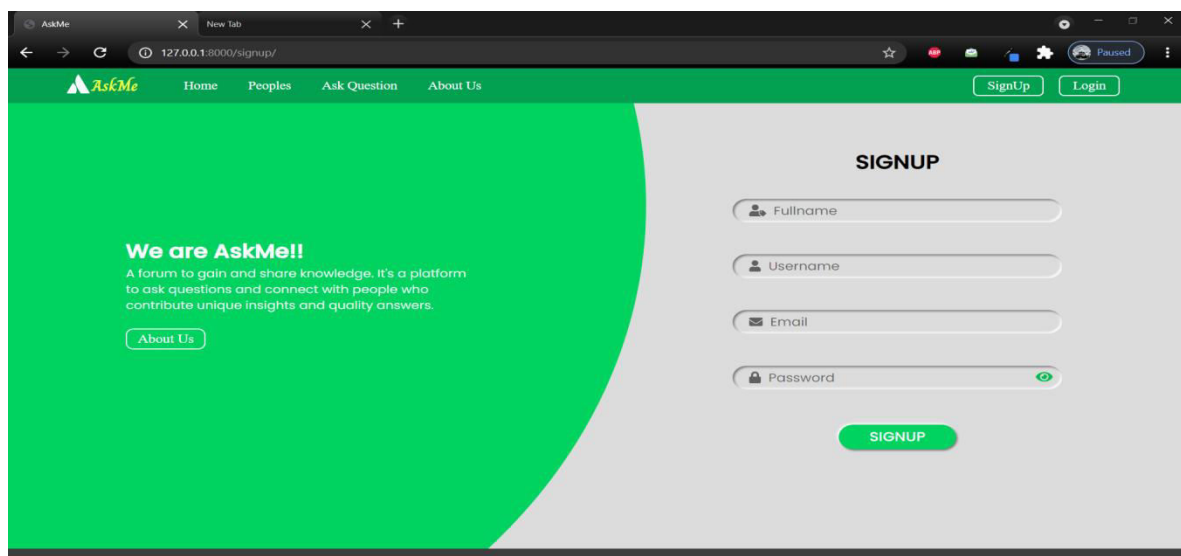 AskMe
New Tab
127.0.0.1:8000/signup/
ABP
Paused
AskMe Home Peoples Ask Question About Us SignUp Login
We are AskMe!!
A forum to gain and share knowledge. It's a platform
to ask questions and connect with people who
contribute unique insights and quality answers.
About Us
SIGNUP
Fullname
Username
Email
Password
SIGNUP